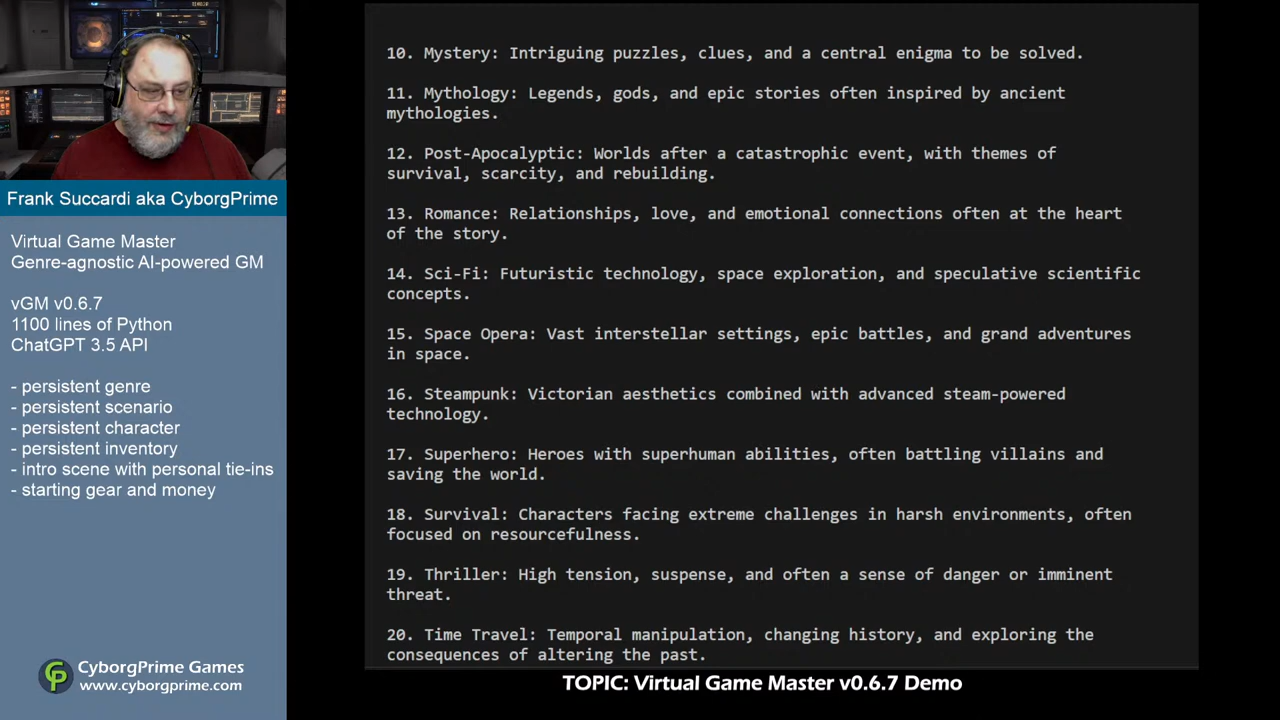 Frank Succardi aka CyborgPrime
Virtual Game Master
Genre-agnostic AI-powered GM
vGM v0.6.7
1100 lines of Python
ChatGPT 3.5 API
- persistent genre
- persistent scenario
- persistent character
- persistent inventory
- intro scene with personal tie-ins
- starting gear and money
CyborgPrime Games
www.cyborgprime.com
10. Mystery: Intriguing puzzles, clues, and a central enigma to be solved.
11. Mythology: Legends, gods, and epic stories often inspired by ancient
mythologies.
12. Post-Apocalyptic: Worlds after a catastrophic event, with themes of
survival, scarcity, and rebuilding.
13. Romance: Relationships, love, and emotional connections often at the heart
of the story.
14. Sci-Fi: Futuristic technology, space exploration, and speculative scientific
concepts.
15. Space Opera: Vast interstellar settings, epic battles, and grand adventures
in space.
16. Steampunk: Victorian aesthetics combined with advanced steam-powered
technology.
17. Superhero: Heroes with superhuman abilities, often battling villains and
saving the world.
18. Survival: Characters facing extreme challenges in harsh environments, often
focused on resourcefulness.
19. Thriller: High tension, suspense, and often a sense of danger or imminent
threat.
20. Time Travel: Temporal manipulation, changing history, and exploring the
consequences of altering the past.
TOPIC: Virtual Game Master v0.6.7 Demo